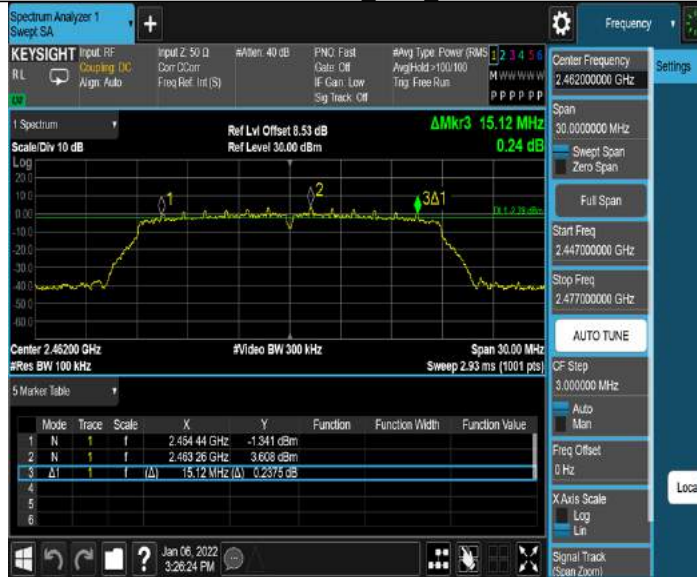 Spectrum Analyzer 1
Swept SA
+
Frequency
KEYSIGHT
RL
Input: RF
Coupling: DC
Align: Auto
Input Z: 50 Ω
Corr CCorr
Freq Ref: Int (S)
#Atten: 40 dB
PNO: Fast
Gate: Off
IF Gain: Low
Sig Track: Off
#Avg Type: Power (RMS
Avg|Hold:>100/100
Trig: Free Run
1 2 3 4 5 6
M W W W W W
P P P P P P
1 Spectrum
Scale/Div 10 dB
Ref Lvl Offset 8.53 dB
Ref Level 30.00 dBm
ΔMkr3 15.12 MHz
0.24 dB
Log
20.0
10.0
0.00
-10.0
-20.0
-30.0
-40.0
-50.0
-60.0
1
2
3Δ1
Center 2.46200 GHz
#Video BW 300 kHz
Span 30.00 MHz
#Res BW 100 kHz
Sweep 2.93 ms (1001 pts)
5 Marker Table
Mode Trace Scale X Y Function Function Width Function Value
1 N 1 f 2.454 44 GHz -1.341 dBm
2 N 1 f 2.463 26 GHz 3.608 dBm
3 Δ1 1 f (Δ) 15.12 MHz (Δ) 0.2375 dB
4
5
6
Jan 06, 2022
3:26:24 PM
Center Frequency
2.462000000 GHz
Settings
Span
30.0000000 MHz
Swept Span
Zero Span
Full Span
Start Freq
2.447000000 GHz
Stop Freq
2.477000000 GHz
AUTO TUNE
CF Step
3.000000 MHz
Auto
Man
Freq Offset
0 Hz
Loca
X Axis Scale
Log
Lin
Signal Track
(Span Zoom)